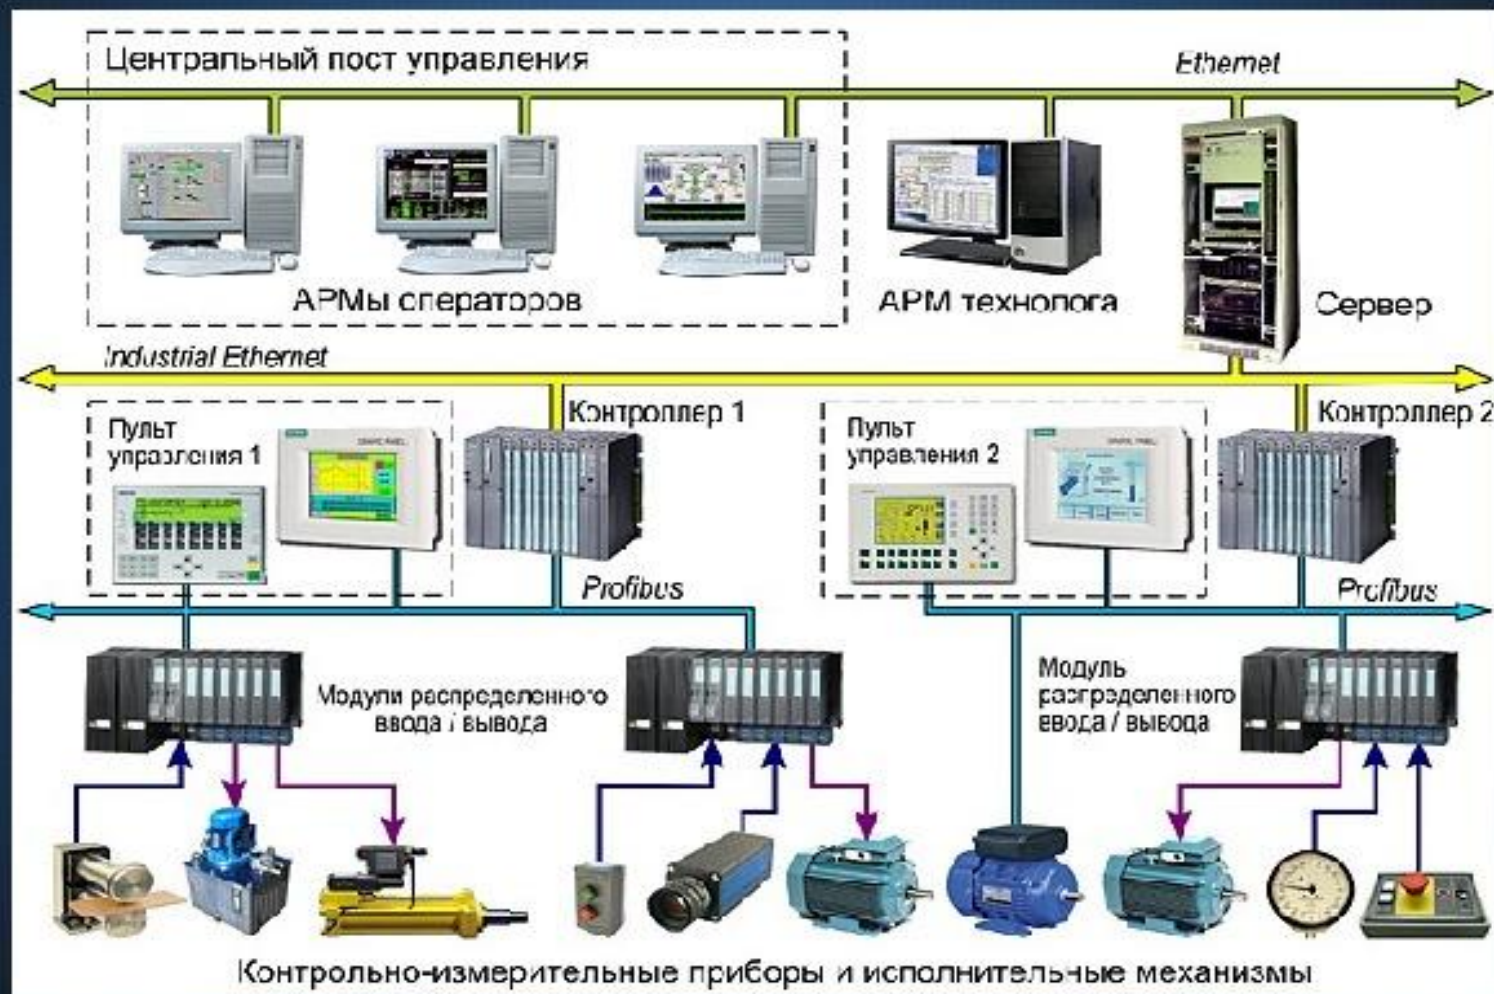 Центральный пост управления
Ethernet
АРМы операторов
АРМ технолога
Сервер
Industrial Ethernet
Пульт
управления 1
Контроллер 1
Пульт
управления 2
Контроллер 2
Profibus
Profibus
Модули распределенного
ввода / вывода
Модуль
распределенного
ввода / вывода
Контрольно-измерительные приборы и исполнительные механизмы